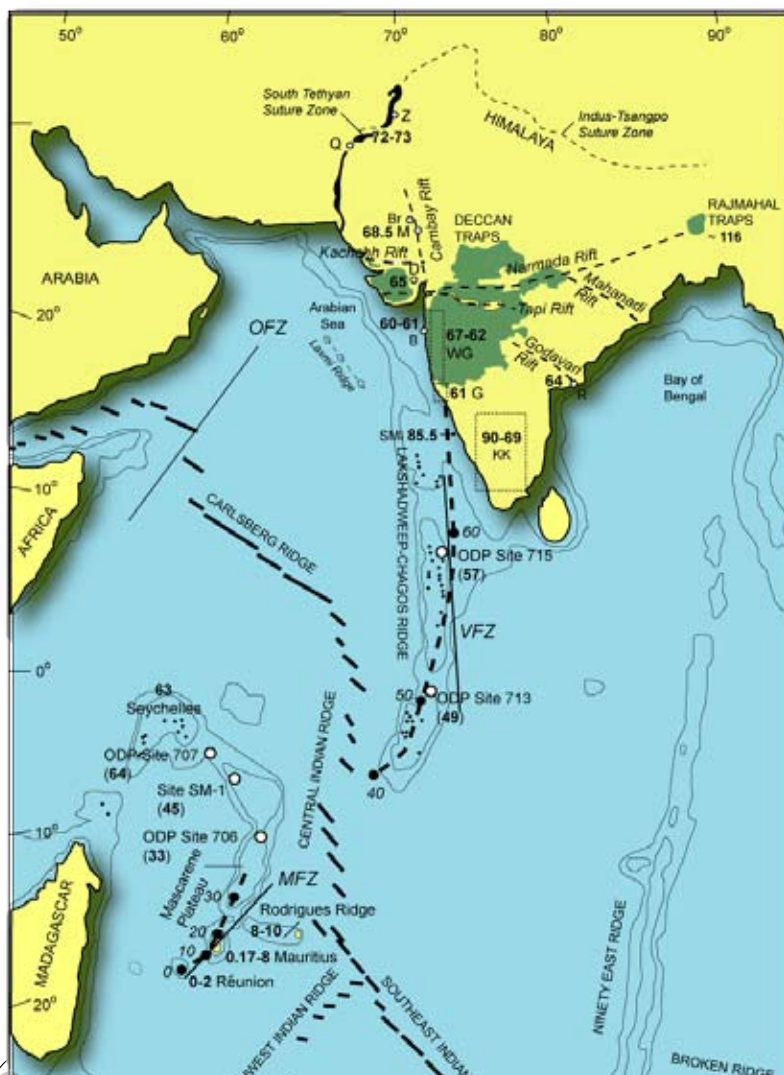 50° 60° 70° 80° 90°
South Tethyan
Suture Zone
Z
72-73
Q
HIMALAYA
Indus-Tsangpo
Suture Zone
Br
68.5 M
Cambay Rift
DECCAN
TRAPS
RAJMAHAL
TRAPS
~116
Kachchh Rift
Narmada Rift
D
65
ARABIA
Mahanadi
Rift
Tapi Rift
20°
Arabian
Sea
60-61
B
67-62
WG
OFZ
Laxmi Ridge
Godavari
Rift
64
R
61 G
Bay of
Bengal
SM 85.5
90-69
KK
10°
AFRICA
LAKSHADWEEP-CHAGOS RIDGE
CARLSBERG RIDGE
60
ODP Site 715
(57)
VFZ
0°
63
Seychelles
50
ODP Site 713
(49)
ODP Site 707
(64)
CENTRAL INDIAN RIDGE
Site SM-1
(45)
40
10°
ODP Site 706
(33)
Mascarene
Plateau
MFZ
30
Rodrigues Ridge
8-10
20
10
0.17-8 Mauritius
0
0-2 Réunion
MADAGASCAR
20°
WEST INDIAN RIDGE
SOUTHEAST INDIAN
NINETY EAST RIDGE
BROKEN RIDGE